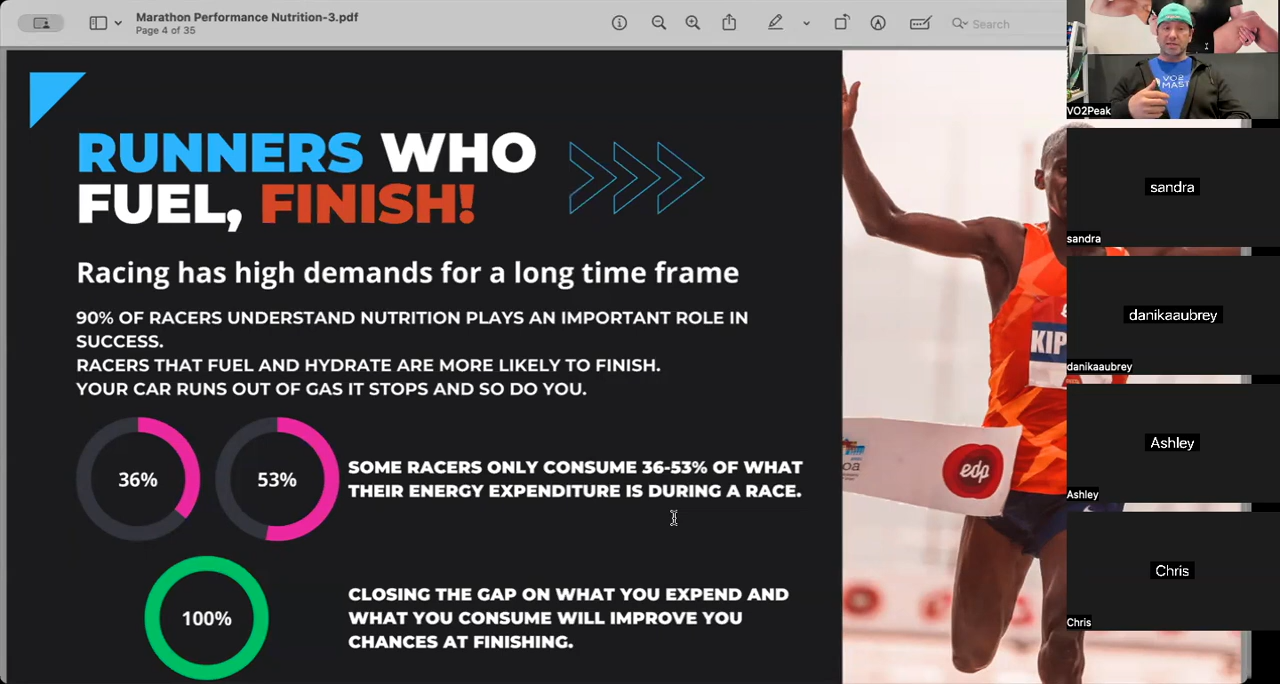 Marathon Performance Nutrition-3.pdf
Page 4 of 35
Search
RUNNERS WHO
FUEL, FINISH!
Racing has high demands for a long time frame
90% OF RACERS UNDERSTAND NUTRITION PLAYS AN IMPORTANT ROLE IN
SUCCESS.
RACERS THAT FUEL AND HYDRATE ARE MORE LIKELY TO FINISH.
YOUR CAR RUNS OUT OF GAS IT STOPS AND SO DO YOU.
36%
53%
SOME RACERS ONLY CONSUME 36-53% OF WHAT
THEIR ENERGY EXPENDITURE IS DURING A RACE.
100%
CLOSING THE GAP ON WHAT YOU EXPEND AND
WHAT YOU CONSUME WILL IMPROVE YOU
CHANCES AT FINISHING.
KIP
edp
VO2
MAST
VO2Peak
sandra
sandra
danikaaubrey
danikaaubrey
Ashley
Ashley
Chris
Chris